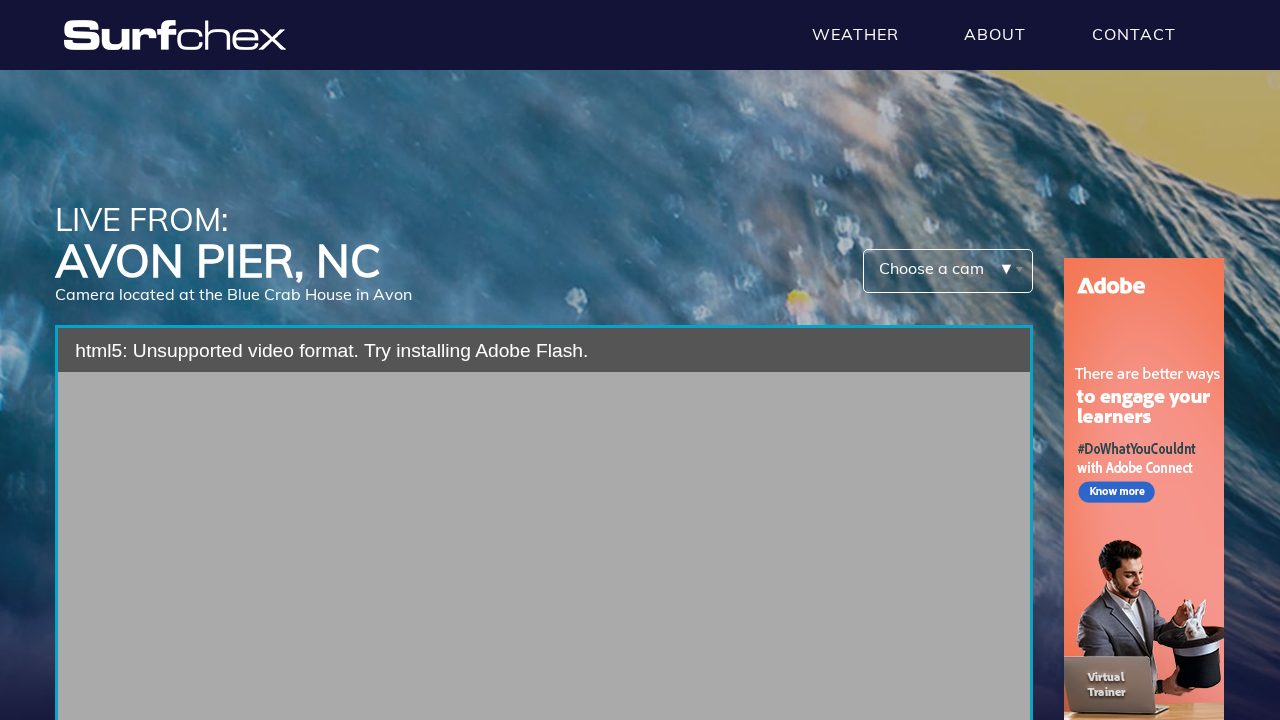 Surfchex
WEATHER
ABOUT
CONTACT
LIVE FROM:
AVON PIER, NC
Camera located at the Blue Crab House in Avon
Choose a cam ▼
html5: Unsupported video format. Try installing Adobe Flash.
Adobe
There are better ways
to engage your
learners
#DoWhatYouCouldnt
with Adobe Connect
Know more
Virtual
Trainer